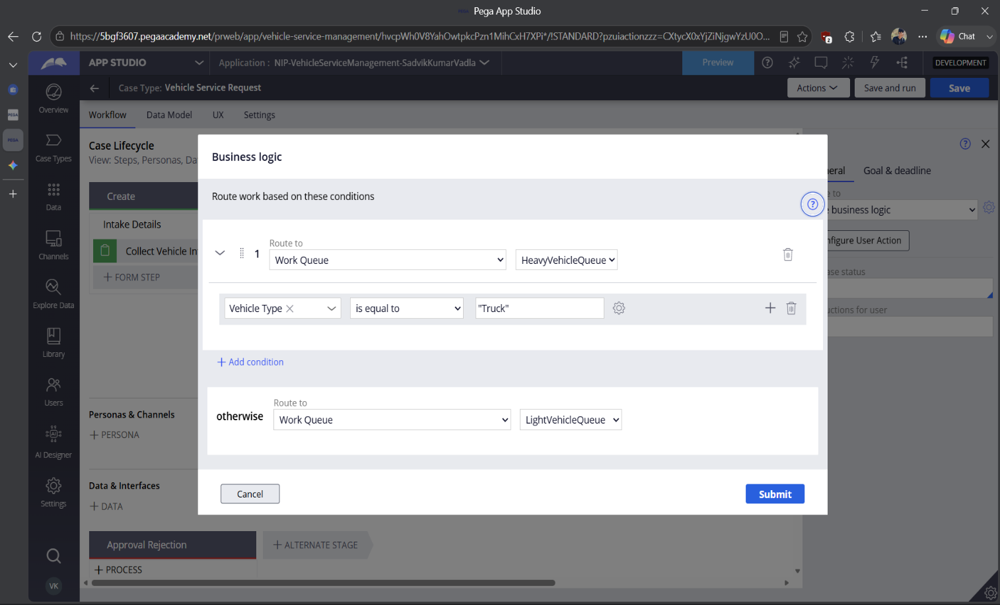 Pega App Studio
https://5bgf3607.pegaacademy.net/prweb/app/vehicle-service-management/hvcpWh0V8YahOwtpkcPzn1MihCxH7XPi*/!STANDARD?pzuiactionzzz=CXtycX0xYjZiNjgwYzU0O...
2
Chat
APP STUDIO
Application : NIP-VehicleServiceManagement-SadvikKumarVadla
Preview
DEVELOPMENT
Case Type: Vehicle Service Request
Actions
Save and run
Save
Overview
Case Types
Data
Channels
Explore Data
Library
Users
AI Designer
Settings
VK
PEGA
PEGA
Workflow
Data Model
UX
Settings
Case Lifecycle
View: Steps, Personas, Da
Create
Intake Details
Collect Vehicle In
FORM STEP
Personas & Channels
PERSONA
Data & Interfaces
DATA
Approval Rejection
ALTERNATE STAGE
PROCESS
Business logic
Route work based on these conditions
1
Route to
Work Queue
HeavyVehicleQueue
Vehicle Type
is equal to
"Truck"
Add condition
otherwise
Route to
Work Queue
LightVehicleQueue
Cancel
Submit
eral
Goal & deadline
e to
business logic
nfigure User Action
ase status
uctions for user